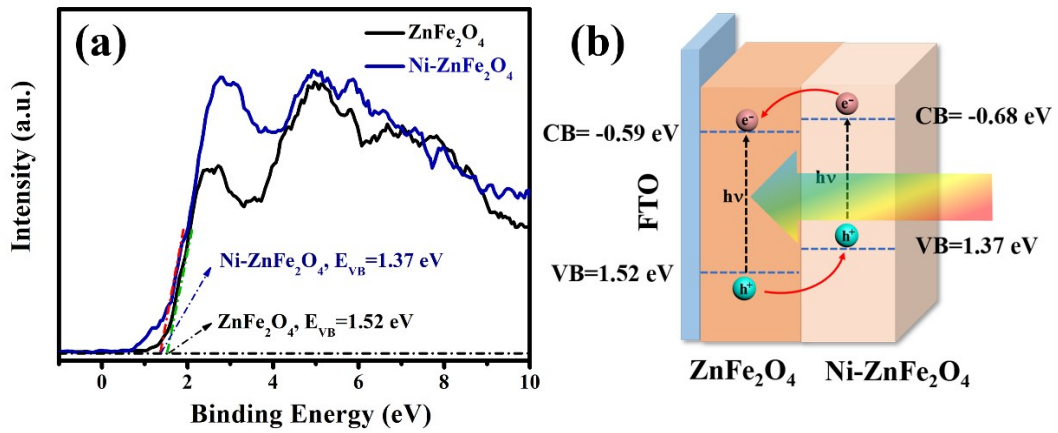 (a)
ZnFe₂O₄
Ni-ZnFe₂O₄
Intensity (a.u.)
Ni-ZnFe₂O₄, E_VB=1.37 eV
ZnFe₂O₄, E_VB=1.52 eV
0 2 4 6 8 10
Binding Energy (eV)
(b)
e⁻
e⁻
CB= -0.59 eV
CB= -0.68 eV
FTO
hν
hν
h⁺
VB=1.37 eV
VB=1.52 eV
h⁺
ZnFe₂O₄
Ni-ZnFe₂O₄